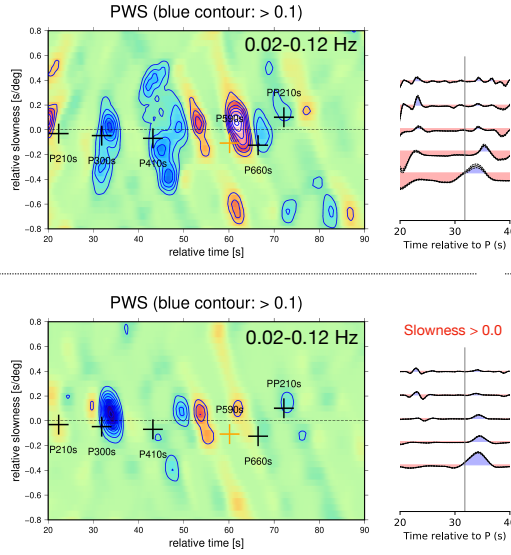 PWS (blue contour: > 0.1)
0.02-0.12 Hz
relative slowness [s/deg]
0.8
0.6
0.4
0.2
0.0
−0.2
−0.4
−0.6
−0.8
PP210s
P590s
P210s
P300s
P410s
P660s
20 30 40 50 60 70 80 90
relative time [s]
20 30 40
Time relative to P (s)
PWS (blue contour: > 0.1)
Slowness > 0.0
0.02-0.12 Hz
relative slowness [s/deg]
0.8
0.6
0.4
0.2
0.0
−0.2
−0.4
−0.6
−0.8
PP210s
P590s
P210s
P300s
P410s
P660s
20 30 40 50 60 70 80 90
relative time [s]
20 30 40
Time relative to P (s)